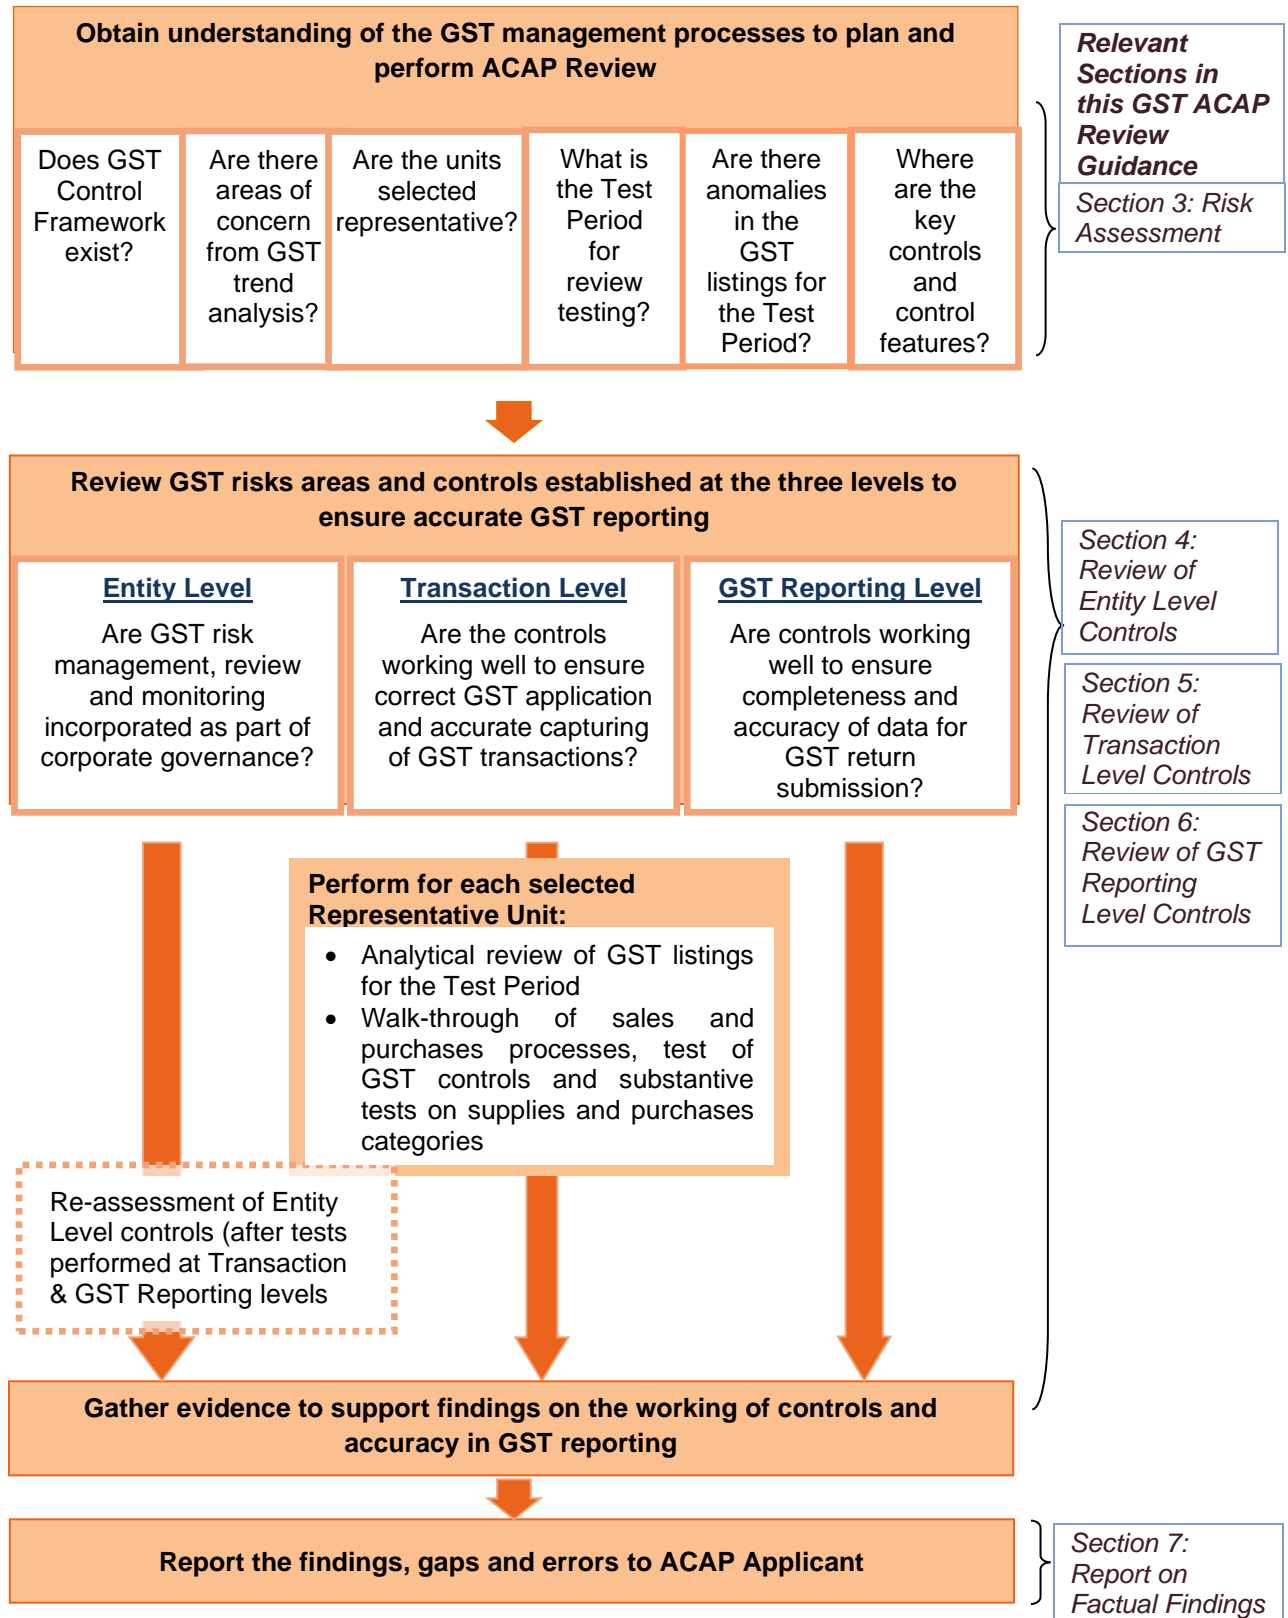 Obtain understanding of the GST management processes to plan and
perform ACAP Review
Does GST
Control
Framework
exist?
Are there
areas of
concern
from GST
trend
analysis?
Are the units
selected
representative?
What is
the Test
Period
for
review
testing?
Are there
anomalies
in the
GST
listings for
the Test
Period?
Where
are the
key
controls
and
control
features?
Relevant
Sections in
this GST ACAP
Review
Guidance
Section 3: Risk
Assessment
Review GST risks areas and controls established at the three levels to
ensure accurate GST reporting
Entity Level
Are GST risk
management, review
and monitoring
incorporated as part of
corporate governance?
Transaction Level
Are the controls
working well to ensure
correct GST application
and accurate capturing
of GST transactions?
GST Reporting Level
Are controls working
well to ensure
completeness and
accuracy of data for
GST return
submission?
Section 4:
Review of
Entity Level
Controls
Section 5:
Review of
Transaction
Level Controls
Section 6:
Review of GST
Reporting
Level Controls
Perform for each selected
Representative Unit:
• Analytical review of GST listings
for the Test Period
• Walk-through of sales and
purchases processes, test of
GST controls and substantive
tests on supplies and purchases
categories
Re-assessment of Entity
Level controls (after tests
performed at Transaction
& GST Reporting levels
Gather evidence to support findings on the working of controls and
accuracy in GST reporting
Report the findings, gaps and errors to ACAP Applicant
Section 7:
Report on
Factual Findings